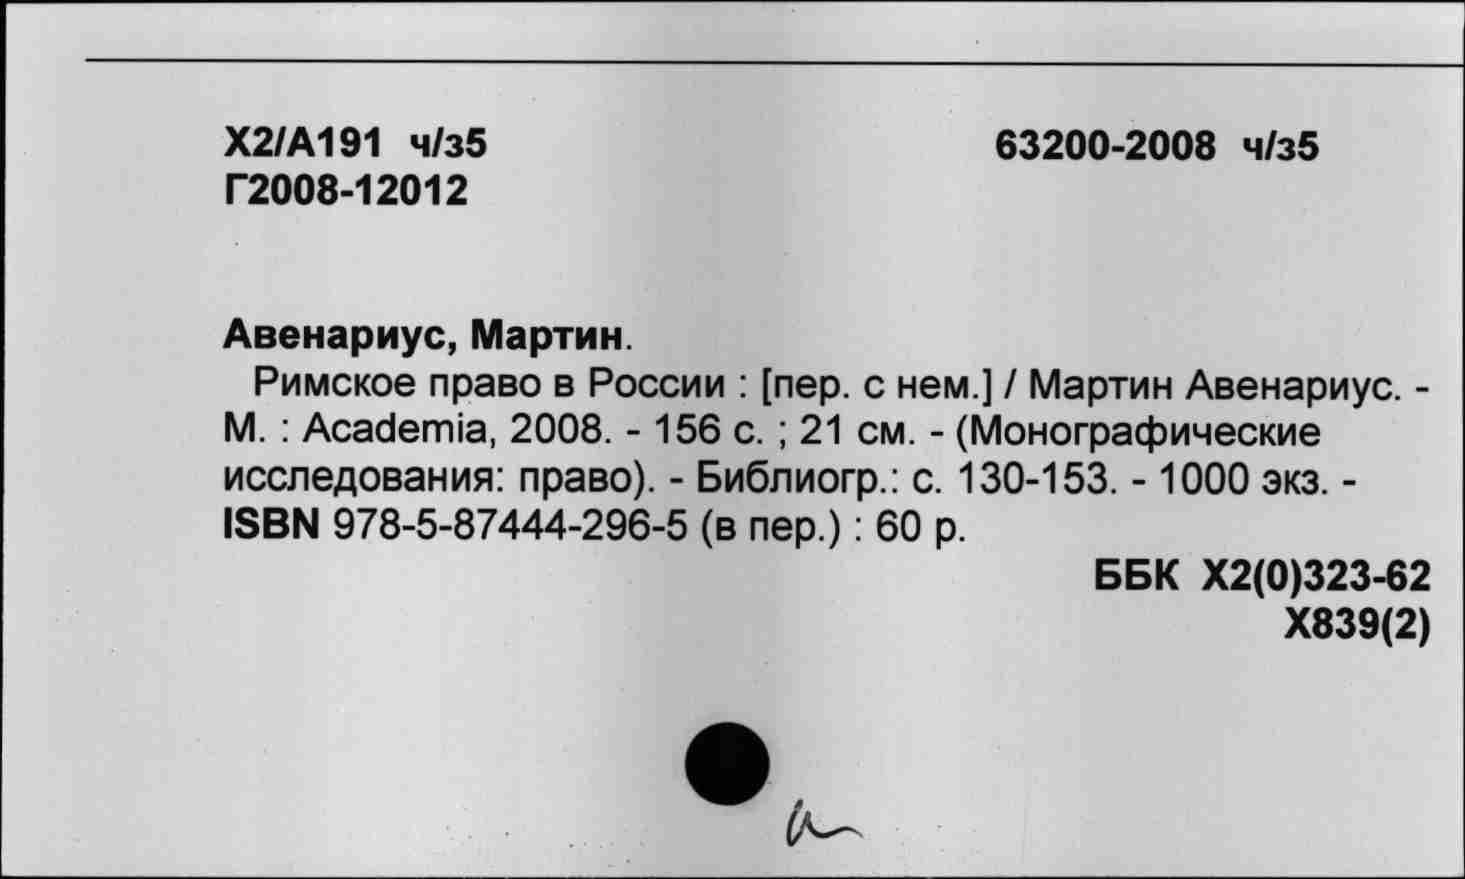 Х2/А191 ч/з5
63200-2008 ч/з5
Г2008-12012
Авенариус, Мартин.
Римское право в России : [пер. с нем.] / Мартин Авенариус. -
М. : Academia, 2008. - 156 с. ; 21 см. - (Монографические
исследования: право). - Библиогр.: с. 130-153. - 1000 экз. -
ISBN 978-5-87444-296-5 (в пер.) : 60 р.
ББК Х2(0)323-62
Х839(2)